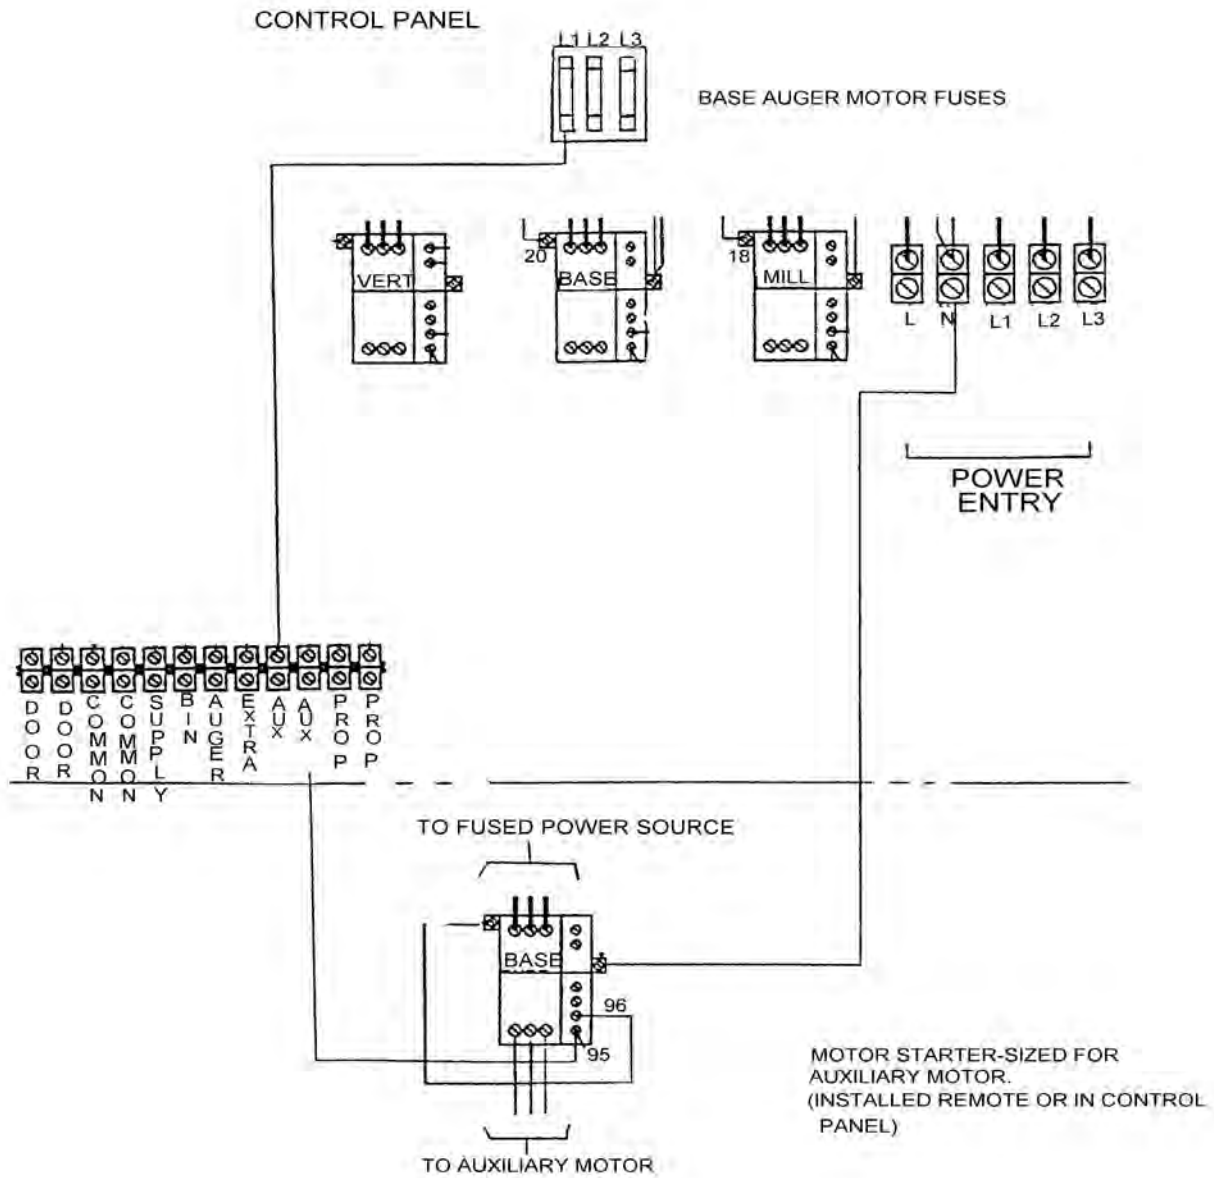 CONTROL PANEL
L1 L2 L3
BASE AUGER MOTOR FUSES
20
18
VERT
BASE
MILL
L N L1 L2 L3
POWER
ENTRY
DOOR
DOOR
COMMON
COMMON
SUPPLY
BIN
AUGER
EXTRA
AUX
AUX
PROP
PROP
TO FUSED POWER SOURCE
BASE
96
95
MOTOR STARTER-SIZED FOR
AUXILIARY MOTOR.
(INSTALLED REMOTE OR IN CONTROL
PANEL)
TO AUXILIARY MOTOR